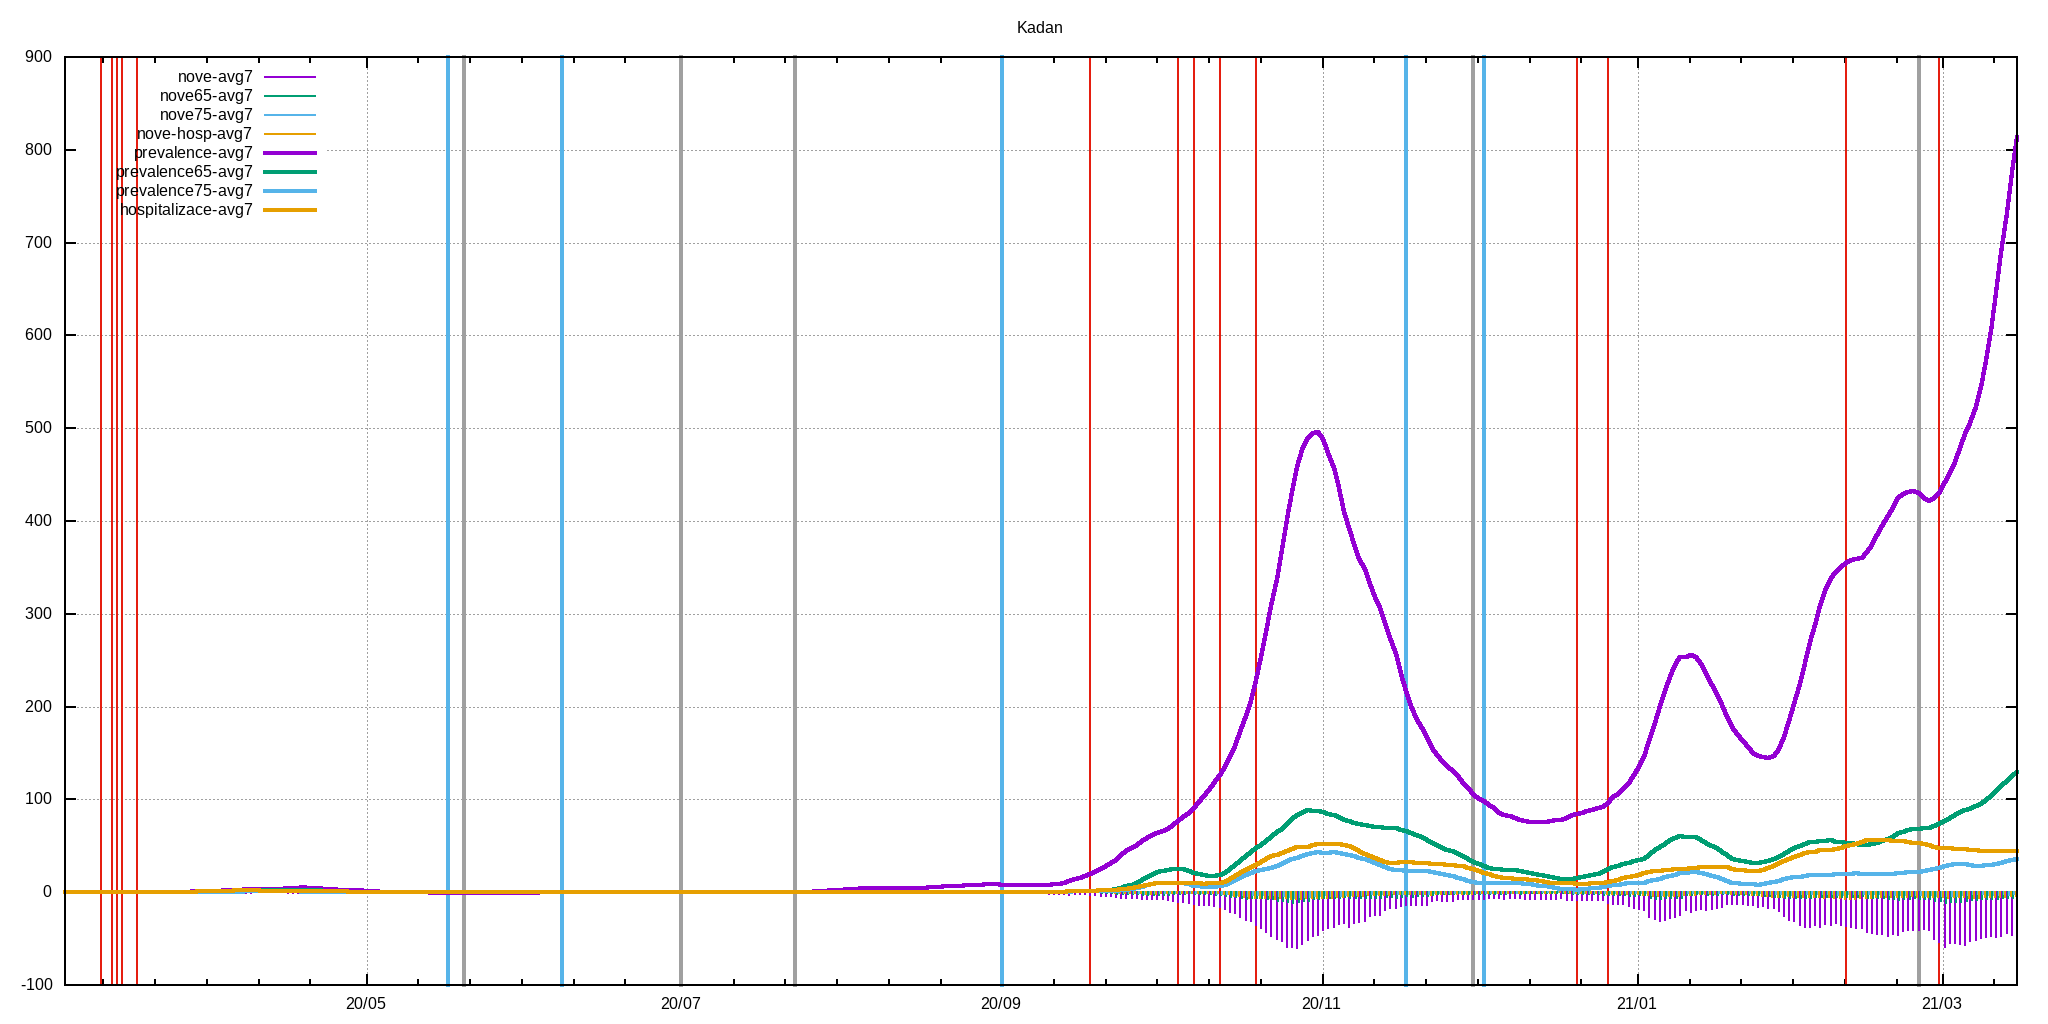 Kadan
900
800
700
600
500
400
300
200
100
0
-100
nove-avg7
nove65-avg7
nove75-avg7
nove-hosp-avg7
prevalence-avg7
prevalence65-avg7
prevalence75-avg7
hospitalizace-avg7
20/05
20/07
20/09
20/11
21/01
21/03